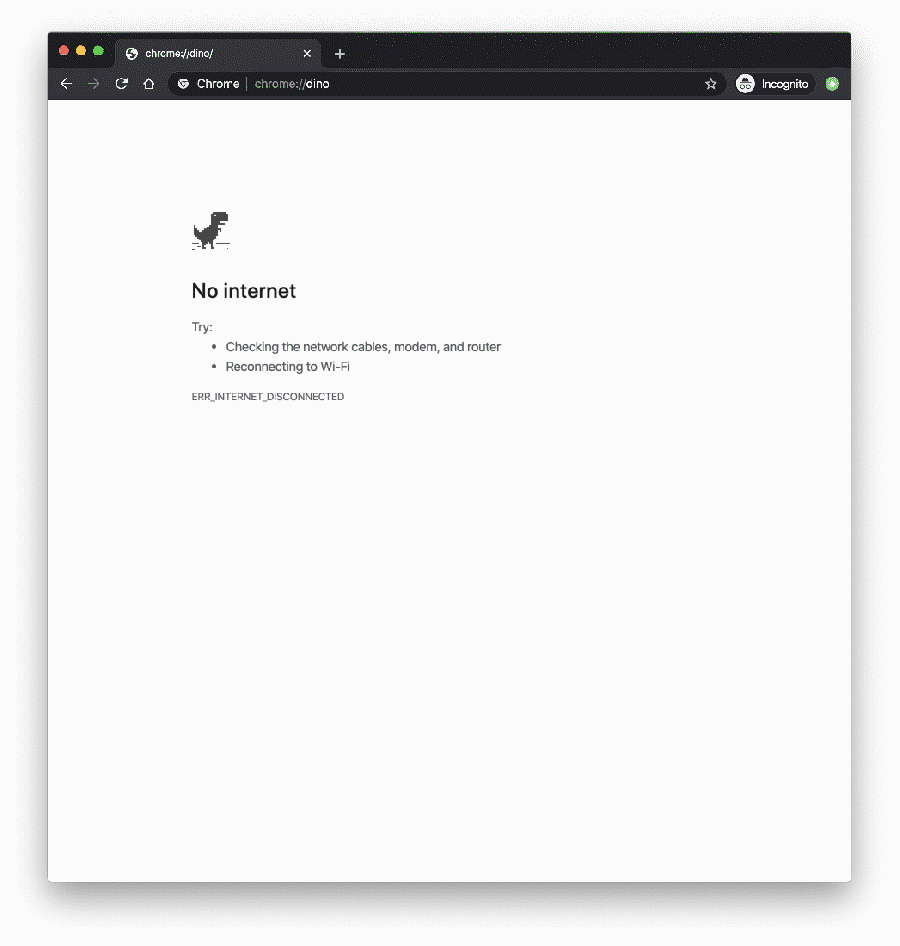 chrome://dino/
Chrome | chrome://dino
Incognito
No internet
Try:
• Checking the network cables, modem, and router
• Reconnecting to Wi-Fi
ERR_INTERNET_DISCONNECTED